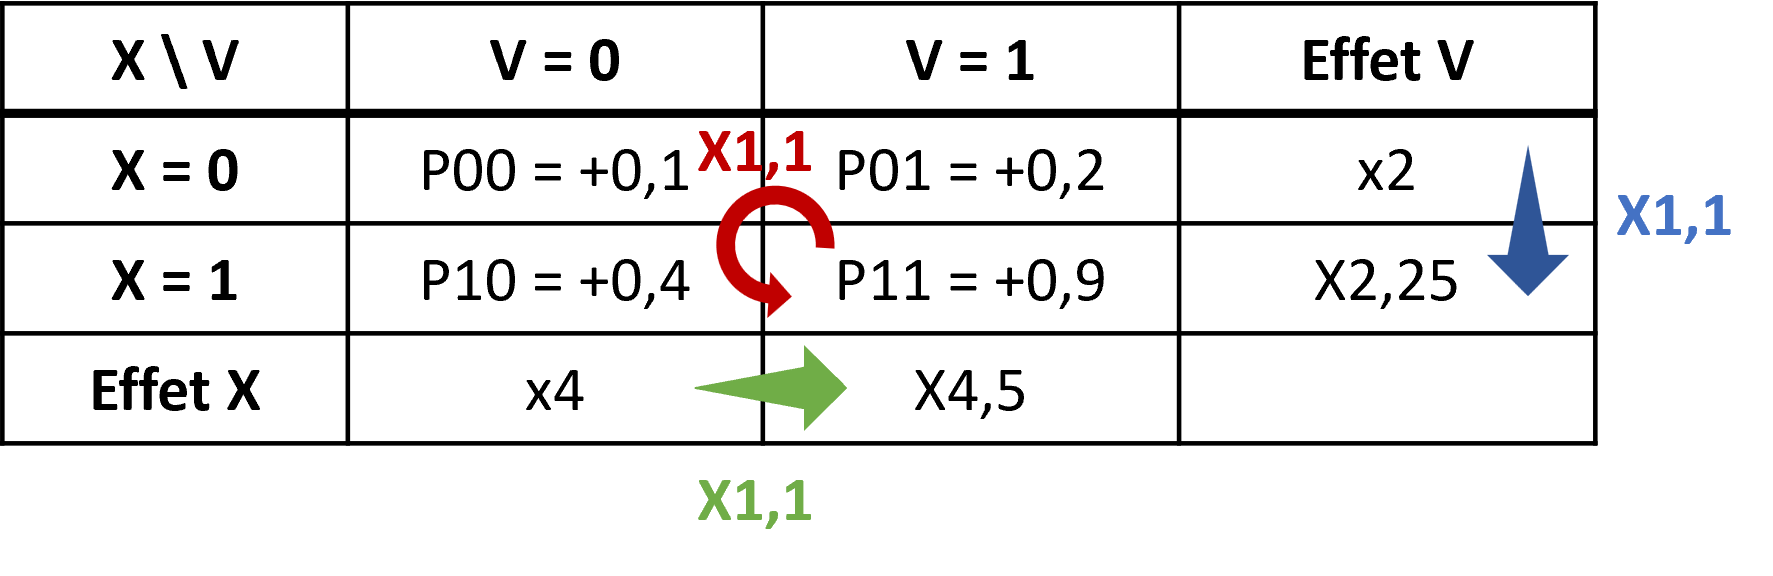 X \ V V = 0 V = 1 Effet V
X = 0 P00 = +0,1 X1,1 P01 = +0,2 x2
X1,1
X = 1 P10 = +0,4 P11 = +0,9 X2,25
Effet X x4 X4,5
X1,1